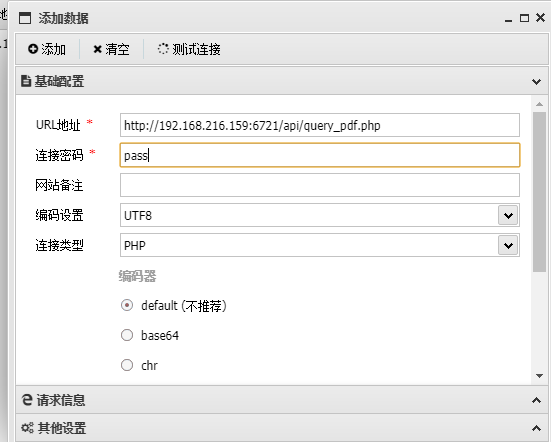 添加数据
添加 清空 测试连接
基础配置
URL地址 * http://192.168.216.159:6721/api/query_pdf.php
连接密码 * pass
网站备注
编码设置 UTF8
连接类型 PHP
编码器
default (不推荐)
base64
chr
请求信息
其他设置